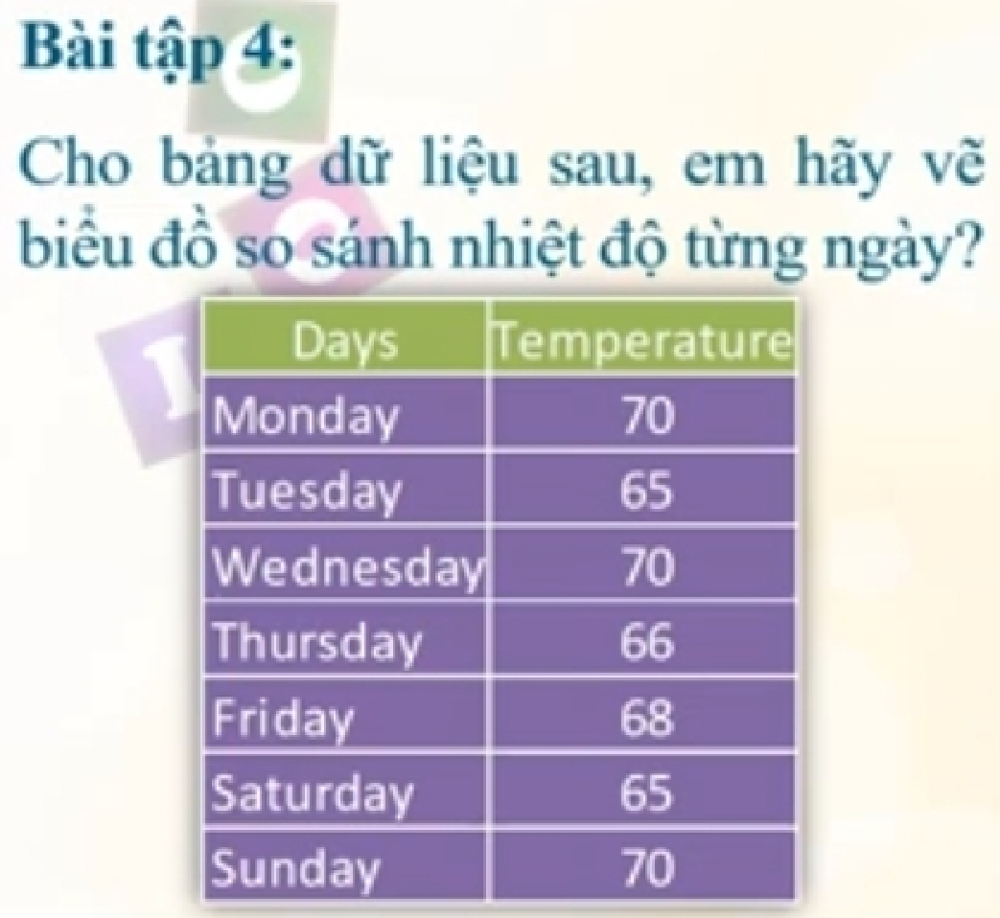 Bài tập 4:
Cho bảng dữ liệu sau, em hãy vẽ
biểu đồ so sánh nhiệt độ từng ngày?
Days Temperature
Monday 70
Tuesday 65
Wednesday 70
Thursday 66
Friday 68
Saturday 65
Sunday 70